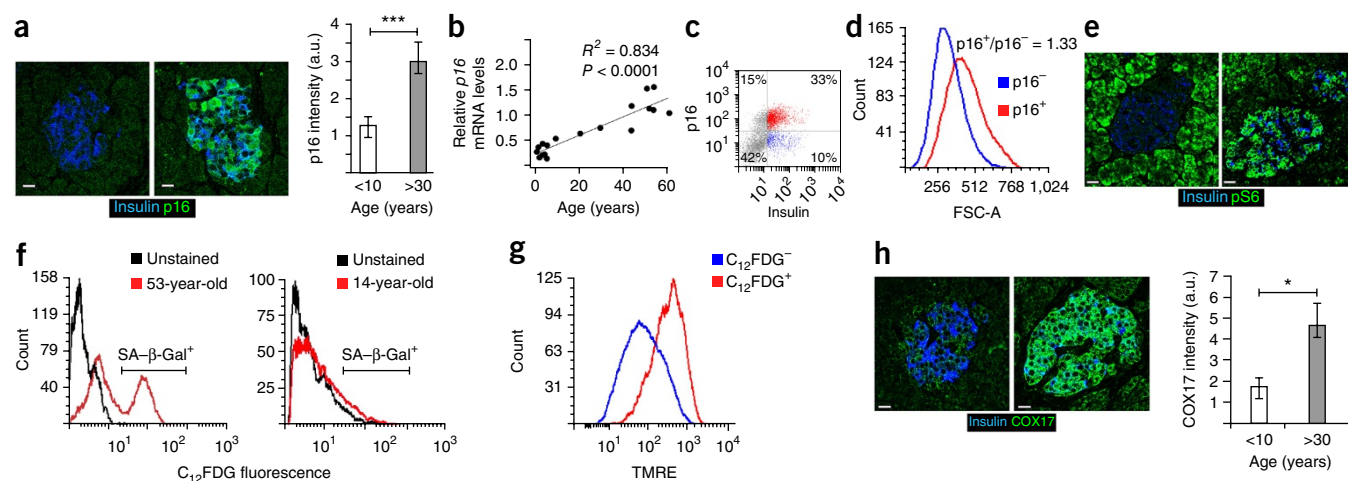 a
Insulin p16
p16 intensity (a.u.)
4
3
2
1
0
***
<10 >30
Age (years)
b
Relative p16
mRNA levels
2.0
1.5
1.0
0.5
0
R² = 0.834
P < 0.0001
0 20 40 60
Age (years)
c
p16
10⁴
10³
10²
10¹
15% 33%
42% 10%
10¹ 10² 10³ 10⁴
Insulin
d
Count
165
124
83
41
p16⁺/p16⁻ = 1.33
p16⁻
p16⁺
256 512 768 1,024
FSC-A
e
Insulin pS6
f
Unstained
53-year-old
Count
158
119
79
40
SA–β-Gal⁺
10¹ 10² 10³
Unstained
14-year-old
100
75
50
25
SA–β-Gal⁺
10¹ 10² 10³
C₁₂FDG fluorescence
g
C₁₂FDG⁻
C₁₂FDG⁺
Count
125
94
63
31
10² 10³ 10⁴
TMRE
h
Insulin COX17
COX17 intensity (a.u.)
7
6
5
4
3
2
1
*
<10 >30
Age (years)